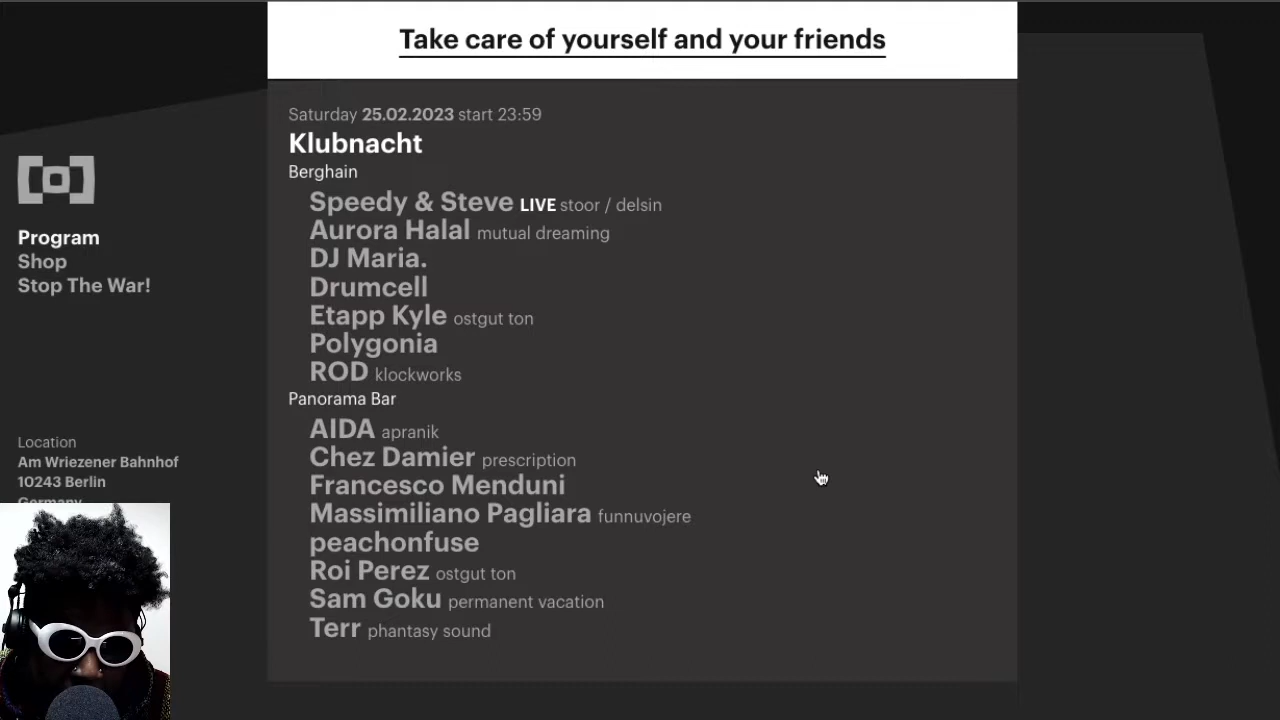 Take care of yourself and your friends
Saturday 25.02.2023 start 23:59
Klubnacht
Berghain
Speedy & Steve LIVE stoor / delsin
Aurora Halal mutual dreaming
DJ Maria.
Drumcell
Etapp Kyle ostgut ton
Polygonia
ROD klockworks
Panorama Bar
AIDA apranik
Chez Damier prescription
Francesco Menduni
Massimiliano Pagliara funnuvojere
peachonfuse
Roi Perez ostgut ton
Sam Goku permanent vacation
Terr phantasy sound
Program
Shop
Stop The War!
Location
Am Wriezener Bahnhof
10243 Berlin
Germany